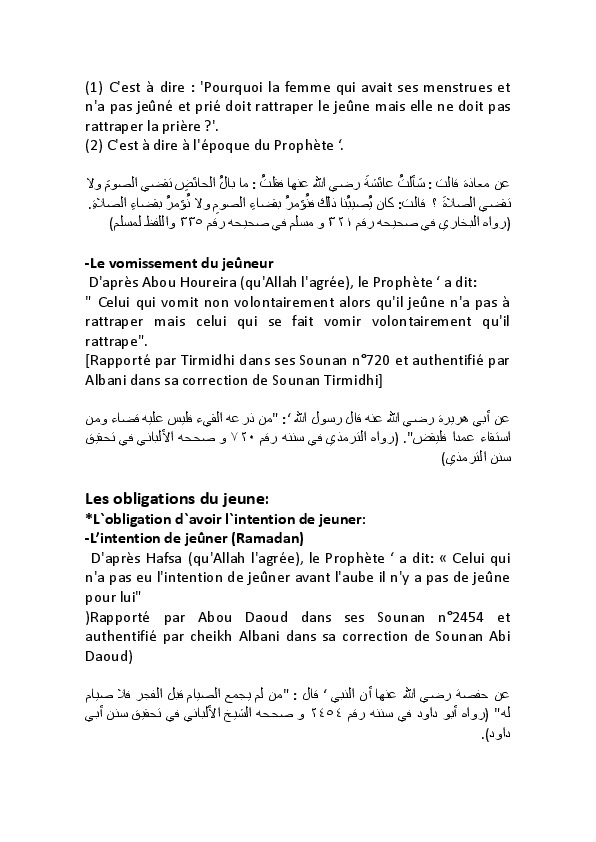 (1) C'est à dire : 'Pourquoi la femme qui avait ses menstrues et
n'a pas jeûné et prié doit rattraper le jeûne mais elle ne doit pas
rattraper la prière ?'.
(2) C'est à dire à l'époque du Prophète ‘.
عن معاذة قالت : سَألتُ عائشَةَ رضي الله عنها فقلتُ : ما بالُ الحائضِ تقضي الصومَ ولا
تقضي الصلاةَ ؟ قالت: كان يُصيبُنا ذلك فنُؤمرُ بقضاءِ الصومِ ولا نُؤمرُ بقضاءِ الصلاةِ.
(رواه البخاري في صحيحه رقم ٣٢١ و مسلم في صحيحه رقم ٣٣٥ واللفظ لمسلم)
-Le vomissement du jeûneur
D'après Abou Houreira (qu'Allah l'agrée), le Prophète ‘ a dit:
" Celui qui vomit non volontairement alors qu'il jeûne n'a pas à
rattraper mais celui qui se fait vomir volontairement qu'il
rattrape".
[Rapporté par Tirmidhi dans ses Sounan n°720 et authentifié par
Albani dans sa correction de Sounan Tirmidhi]
عن أبي هريرة رضي الله عنه قال رسول الله ‘: "من ذرعه القيء فليس عليه قضاء ومن
استقاء عمدا فليقض". (رواه الترمذي في سننه رقم ٧٢٠ و صححه الألباني في تحقيق
سنن الترمذي)
Les obligations du jeune:
*L`obligation d`avoir l`intention de jeuner:
-L’intention de jeûner (Ramadan)
D'après Hafsa (qu'Allah l'agrée), le Prophète ‘ a dit: « Celui qui
n'a pas eu l'intention de jeûner avant l'aube il n'y a pas de jeûne
pour lui"
)Rapporté par Abou Daoud dans ses Sounan n°2454 et
authentifié par cheikh Albani dans sa correction de Sounan Abi
Daoud)
عن حفصة رضي الله عنها أن النبي ‘ قال : "من لم يجمع الصيام قبل الفجر فلا صيام
له" (رواه أبو داود في سننه رقم ٢٤٥٤ و صححه الشيخ الألباني في تحقيق سنن أبي
داود).